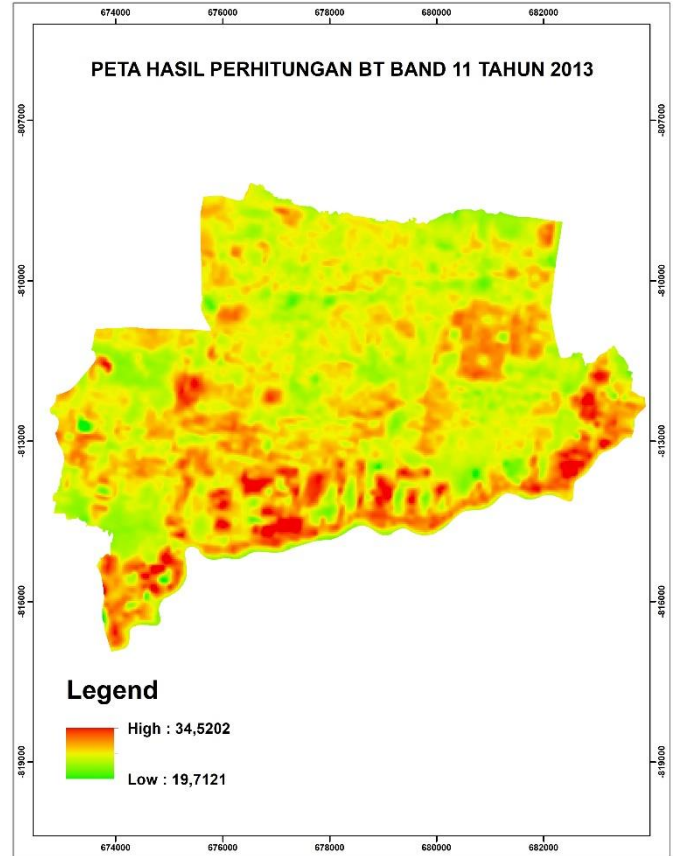 674000 676000 678000 680000 682000
PETA HASIL PERHITUNGAN BT BAND 11 TAHUN 2013
-807000 -807000
-810000 -810000
-813000 -813000
-816000 -816000
Legend
High : 34,5202
Low : 19,7121
-819000 -819000
674000 676000 678000 680000 682000